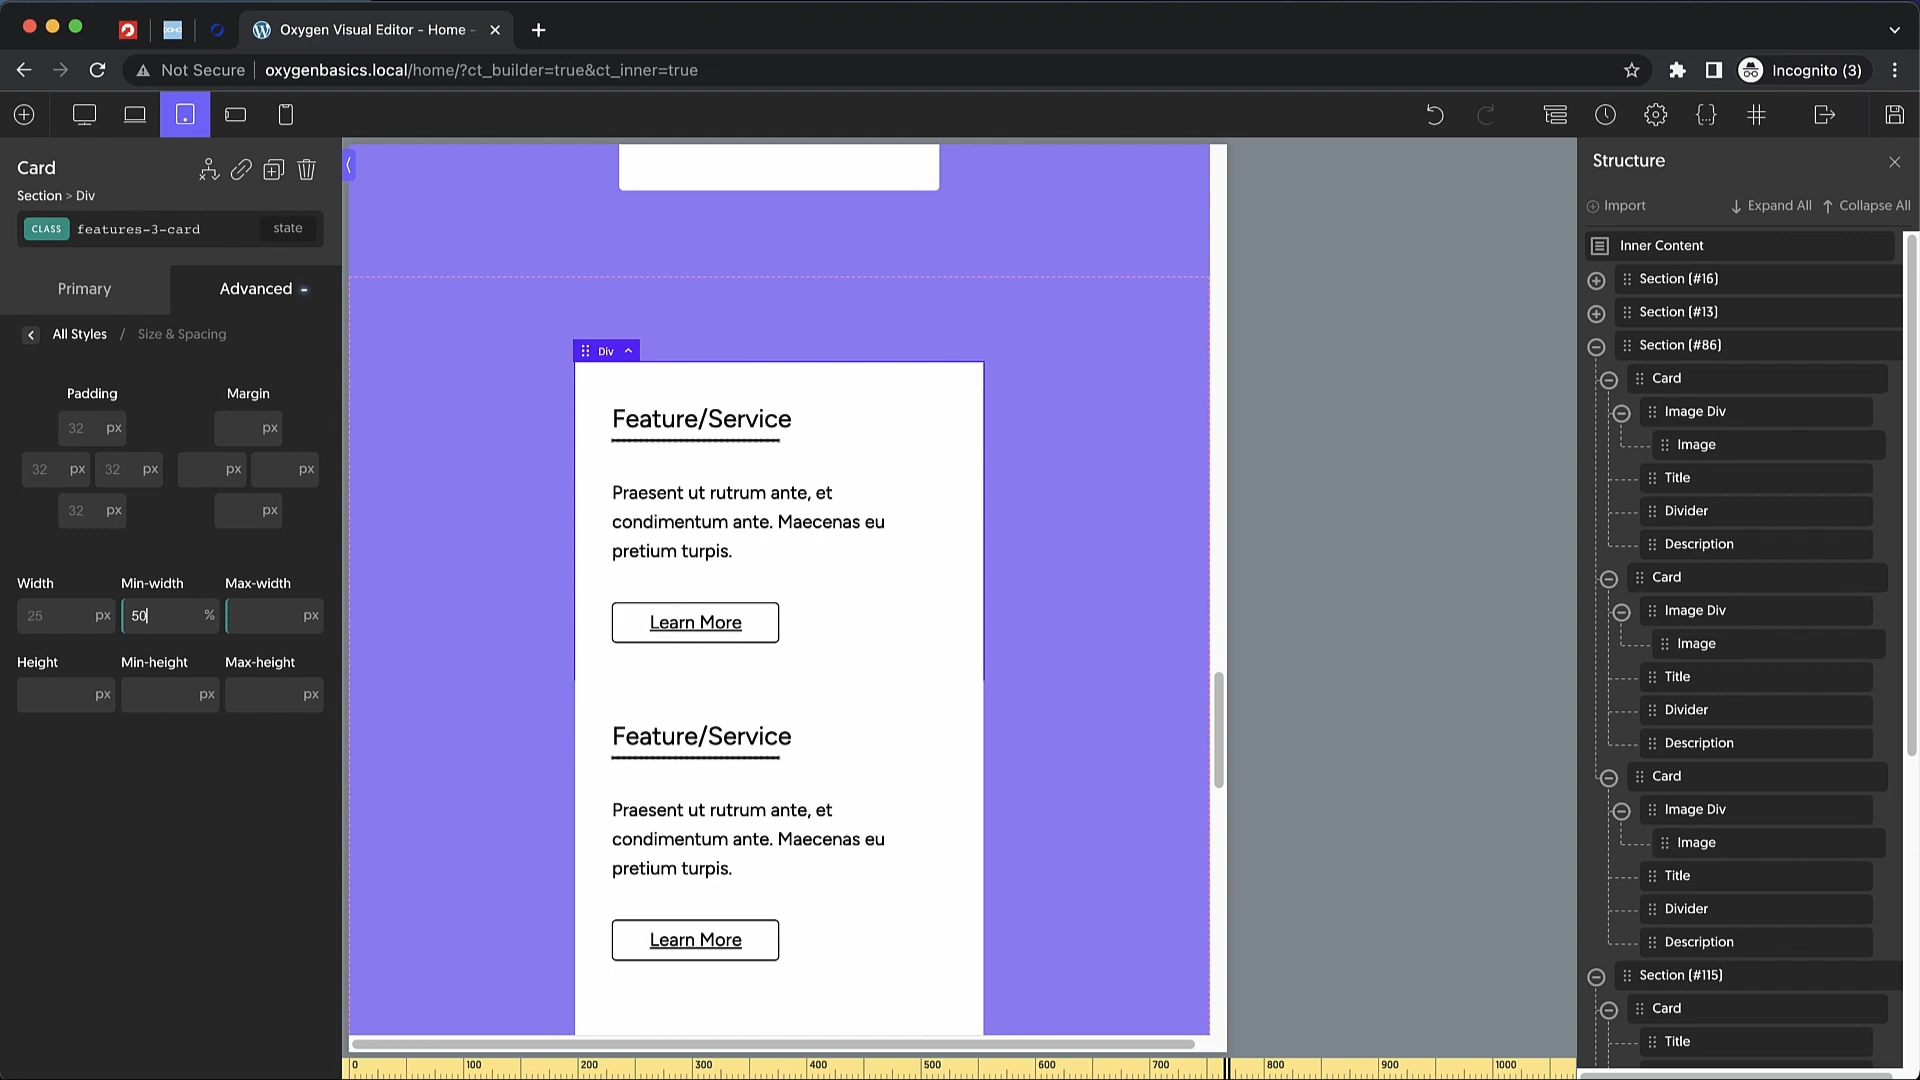 Oxygen Visual Editor - Home -
Not Secure
oxygenbasics.local/home/?ct_builder=true&ct_inner=true
Incognito (3)
Card
Section > Div
CLASS
features-3-card
state
Primary
Advanced
All Styles / Size & Spacing
Padding
Margin
32 px
px
32 px
32 px
px
px
32 px
px
Width
Min-width
Max-width
25 px
50 %
px
Height
Min-height
Max-height
px
px
px
Div
Feature/Service
Praesent ut rutrum ante, et
condimentum ante. Maecenas eu
pretium turpis.
Learn More
Feature/Service
Praesent ut rutrum ante, et
condimentum ante. Maecenas eu
pretium turpis.
Learn More
0 100 200 300 400 500 600 700 800 900 1000
Structure
Import
Expand All
Collapse All
Inner Content
Section (#16)
Section (#13)
Section (#86)
Card
Image Div
Image
Title
Divider
Description
Card
Image Div
Image
Title
Divider
Description
Card
Image Div
Image
Title
Divider
Description
Section (#115)
Card
Title